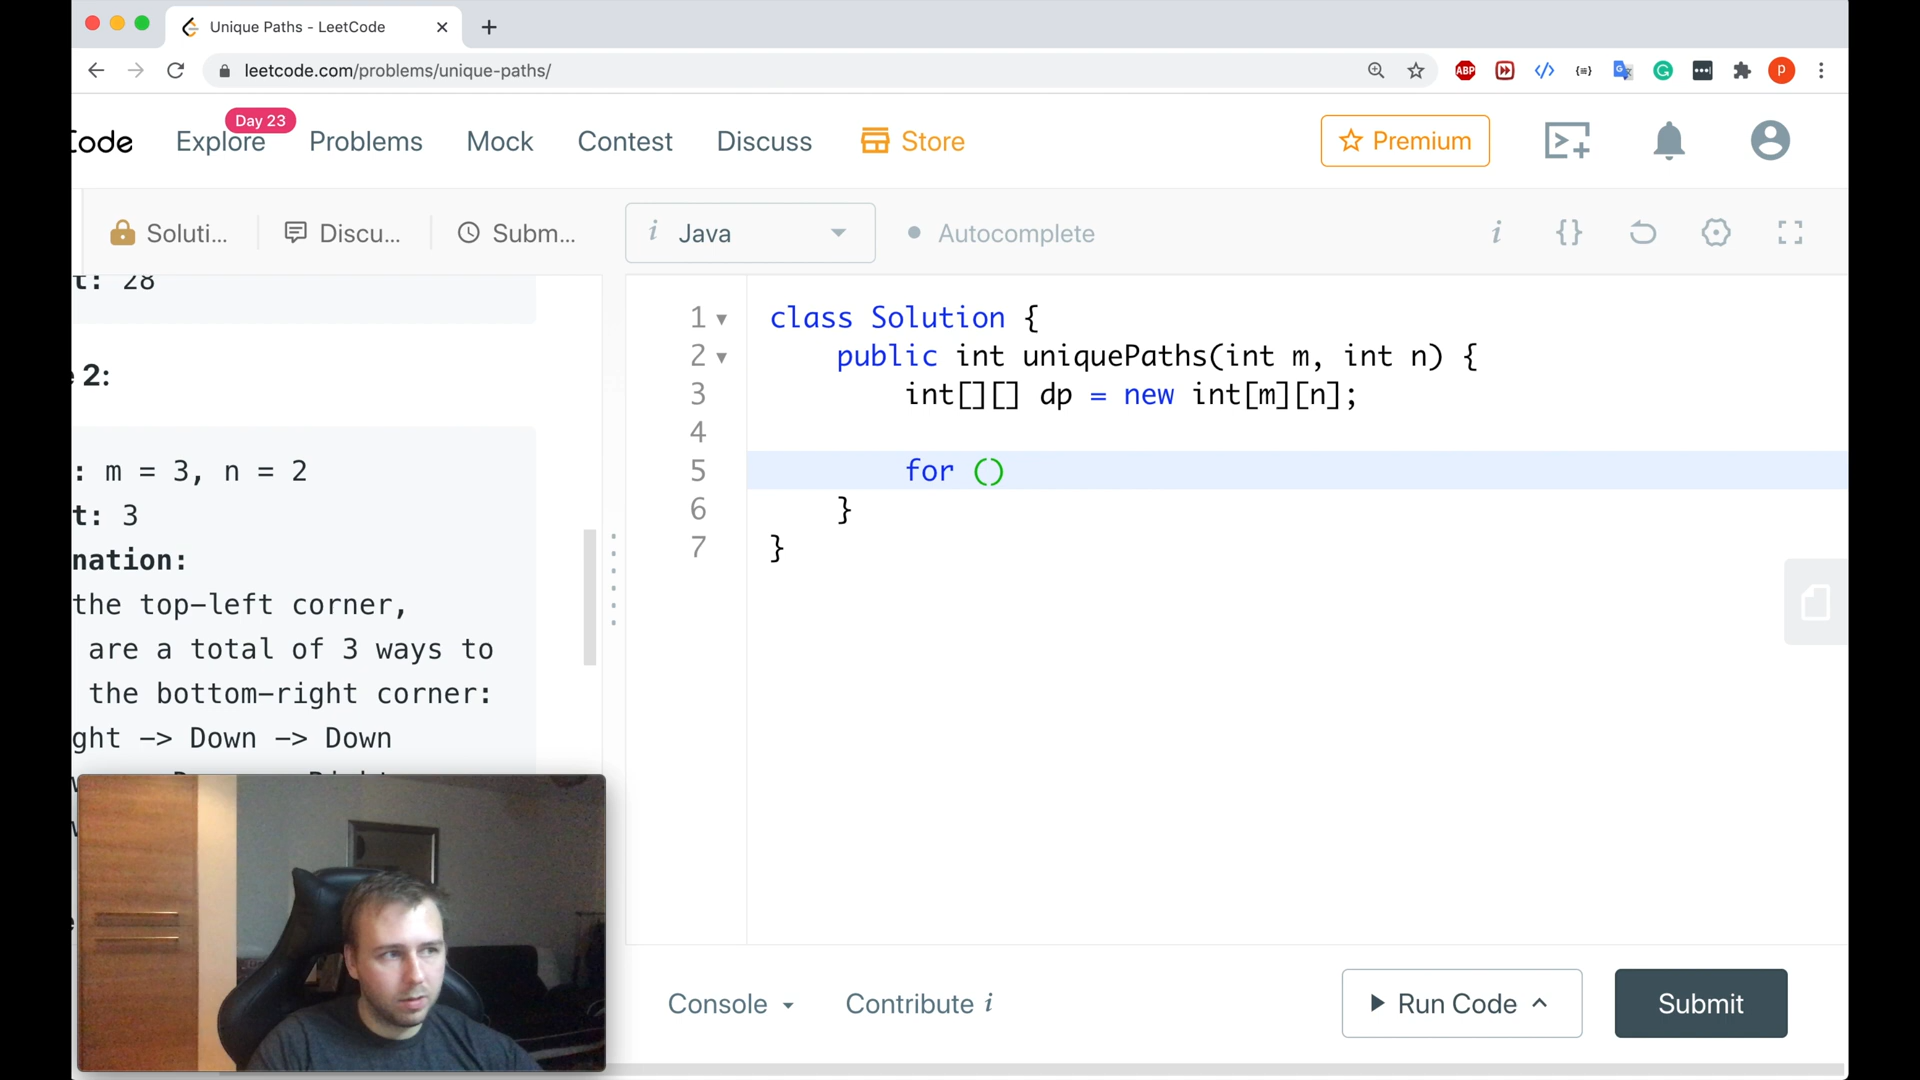 Unique Paths - LeetCode
leetcode.com/problems/unique-paths/
ABP
P
Code
Explore
Day 23
Problems
Mock
Contest
Discuss
Store
Premium
Soluti...
Discu...
Subm...
i Java
Autocomplete
i {}
t: 28
2:
: m = 3, n = 2
t: 3
nation:
the top-left corner,
are a total of 3 ways to
the bottom-right corner:
ght -> Down -> Down
1 class Solution {
2 public int uniquePaths(int m, int n) {
3 int[][] dp = new int[m][n];
4
5 for ()
6 }
7 }
Console
Contribute i
Run Code
Submit